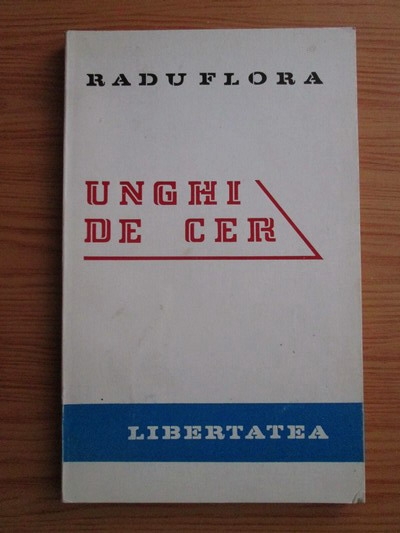 RADU FLORA
UNGHI
DE CER
LIBERTATEA